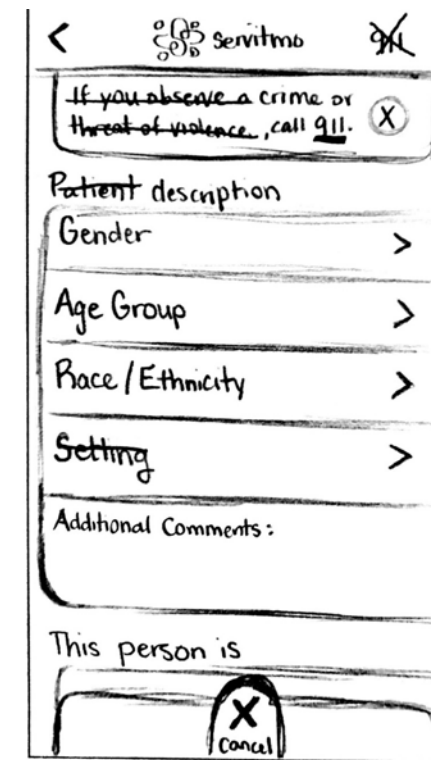 servitmo 911
If you observe a crime or
threat of violence, call 911. X
Patient description
Gender >
Age Group >
Race / Ethnicity >
Setting >
Additional Comments:
This person is
X
Cancel